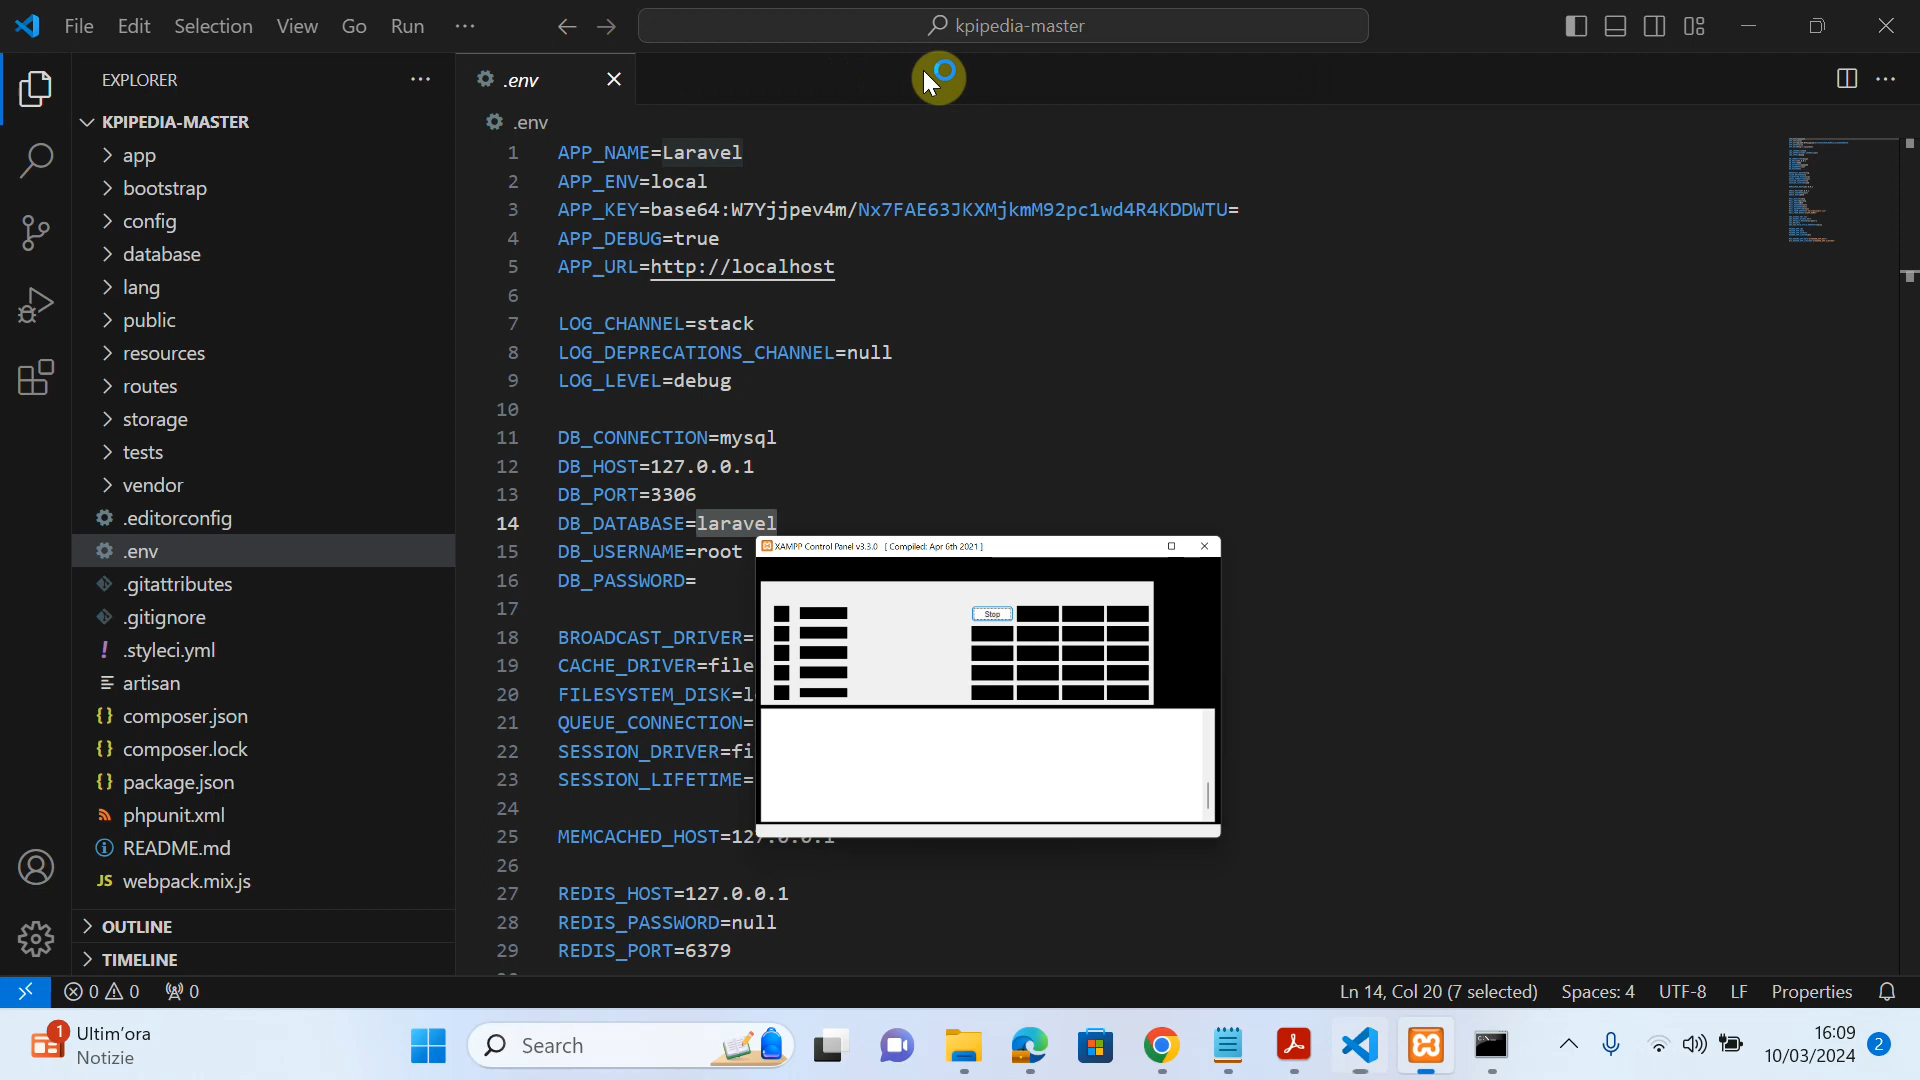 File Edit Selection View Go Run ···
kpipedia-master
EXPLORER
.env
KPIPEDIA-MASTER
app
bootstrap
config
database
lang
public
resources
routes
storage
tests
vendor
.editorconfig
.env
.gitattributes
.gitignore
.styleci.yml
artisan
composer.json
composer.lock
package.json
phpunit.xml
README.md
JS webpack.mix.js
OUTLINE
TIMELINE
.env
1 APP_NAME=Laravel
2 APP_ENV=local
3 APP_KEY=base64:W7Yjjpev4m/Nx7FAE63JKXMjkmM92pc1wd4R4KDDWTU=
4 APP_DEBUG=true
5 APP_URL=http://localhost
6
7 LOG_CHANNEL=stack
8 LOG_DEPRECATIONS_CHANNEL=null
9 LOG_LEVEL=debug
10
11 DB_CONNECTION=mysql
12 DB_HOST=127.0.0.1
13 DB_PORT=3306
14 DB_DATABASE=laravel
15 DB_USERNAME=root
16 DB_PASSWORD=
17
18 BROADCAST_DRIVER=
19 CACHE_DRIVER=file
20 FILESYSTEM_DISK=l
21 QUEUE_CONNECTION=
22 SESSION_DRIVER=fi
23 SESSION_LIFETIME=
24
25 MEMCACHED_HOST=127.0.0.1
26
27 REDIS_HOST=127.0.0.1
28 REDIS_PASSWORD=null
29 REDIS_PORT=6379
XAMPP Control Panel v3.3.0 [ Compiled: Apr 6th 2021 ]
Stop
0 0 0
Ln 14, Col 20 (7 selected) Spaces: 4 UTF-8 LF Properties
1
Ultim'ora
Notizie
Search
16:09
10/03/2024
2